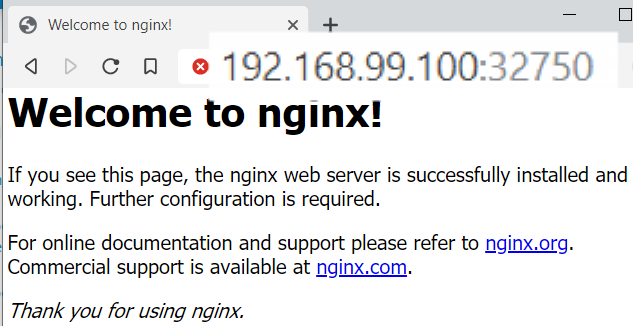 Welcome to nginx!
192.168.99.100:32750
Welcome to nginx!
If you see this page, the nginx web server is successfully installed and
working. Further configuration is required.
For online documentation and support please refer to nginx.org.
Commercial support is available at nginx.com.
Thank you for using nginx.